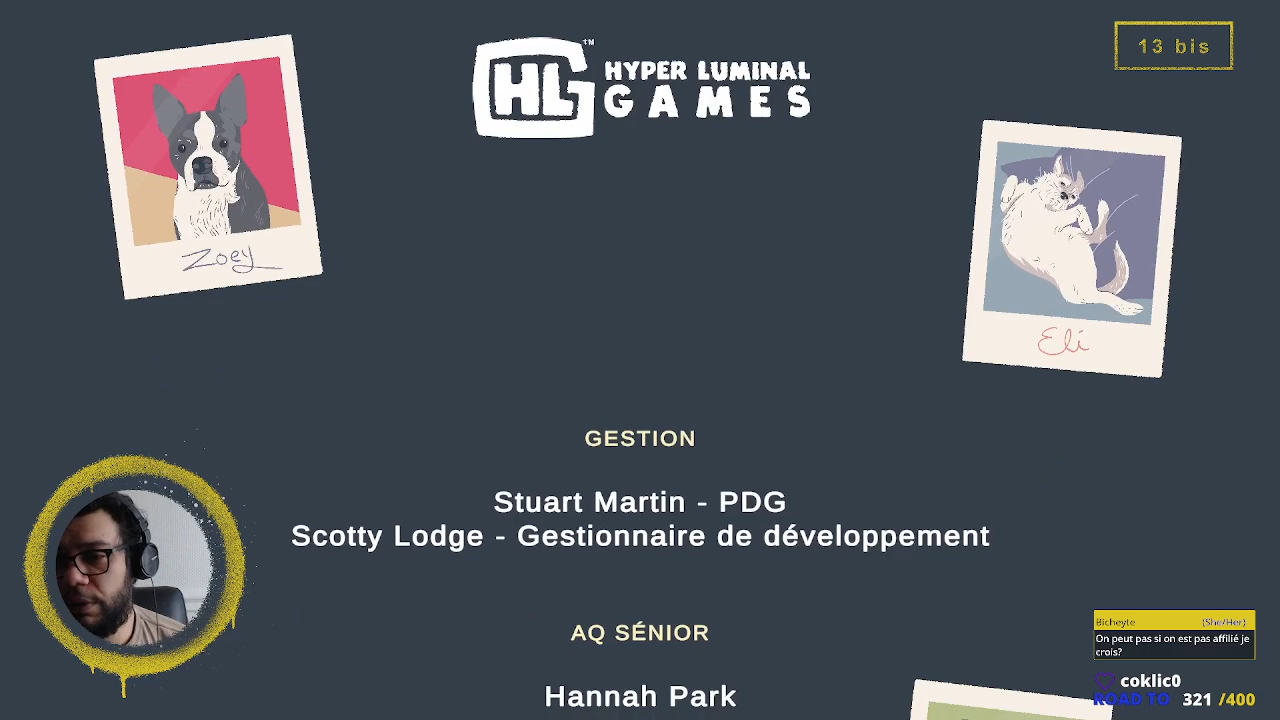 HLG™ HYPER LUMINAL
GAMES
13 bis
Zoey
Eli
GESTION
Stuart Martin - PDG
Scotty Lodge - Gestionnaire de développement
AQ SÉNIOR
Hannah Park
Bicheyte (She/Her)
On peut pas si on est pas affilié je
crois?
coklic0
ROAD TO 321 /400